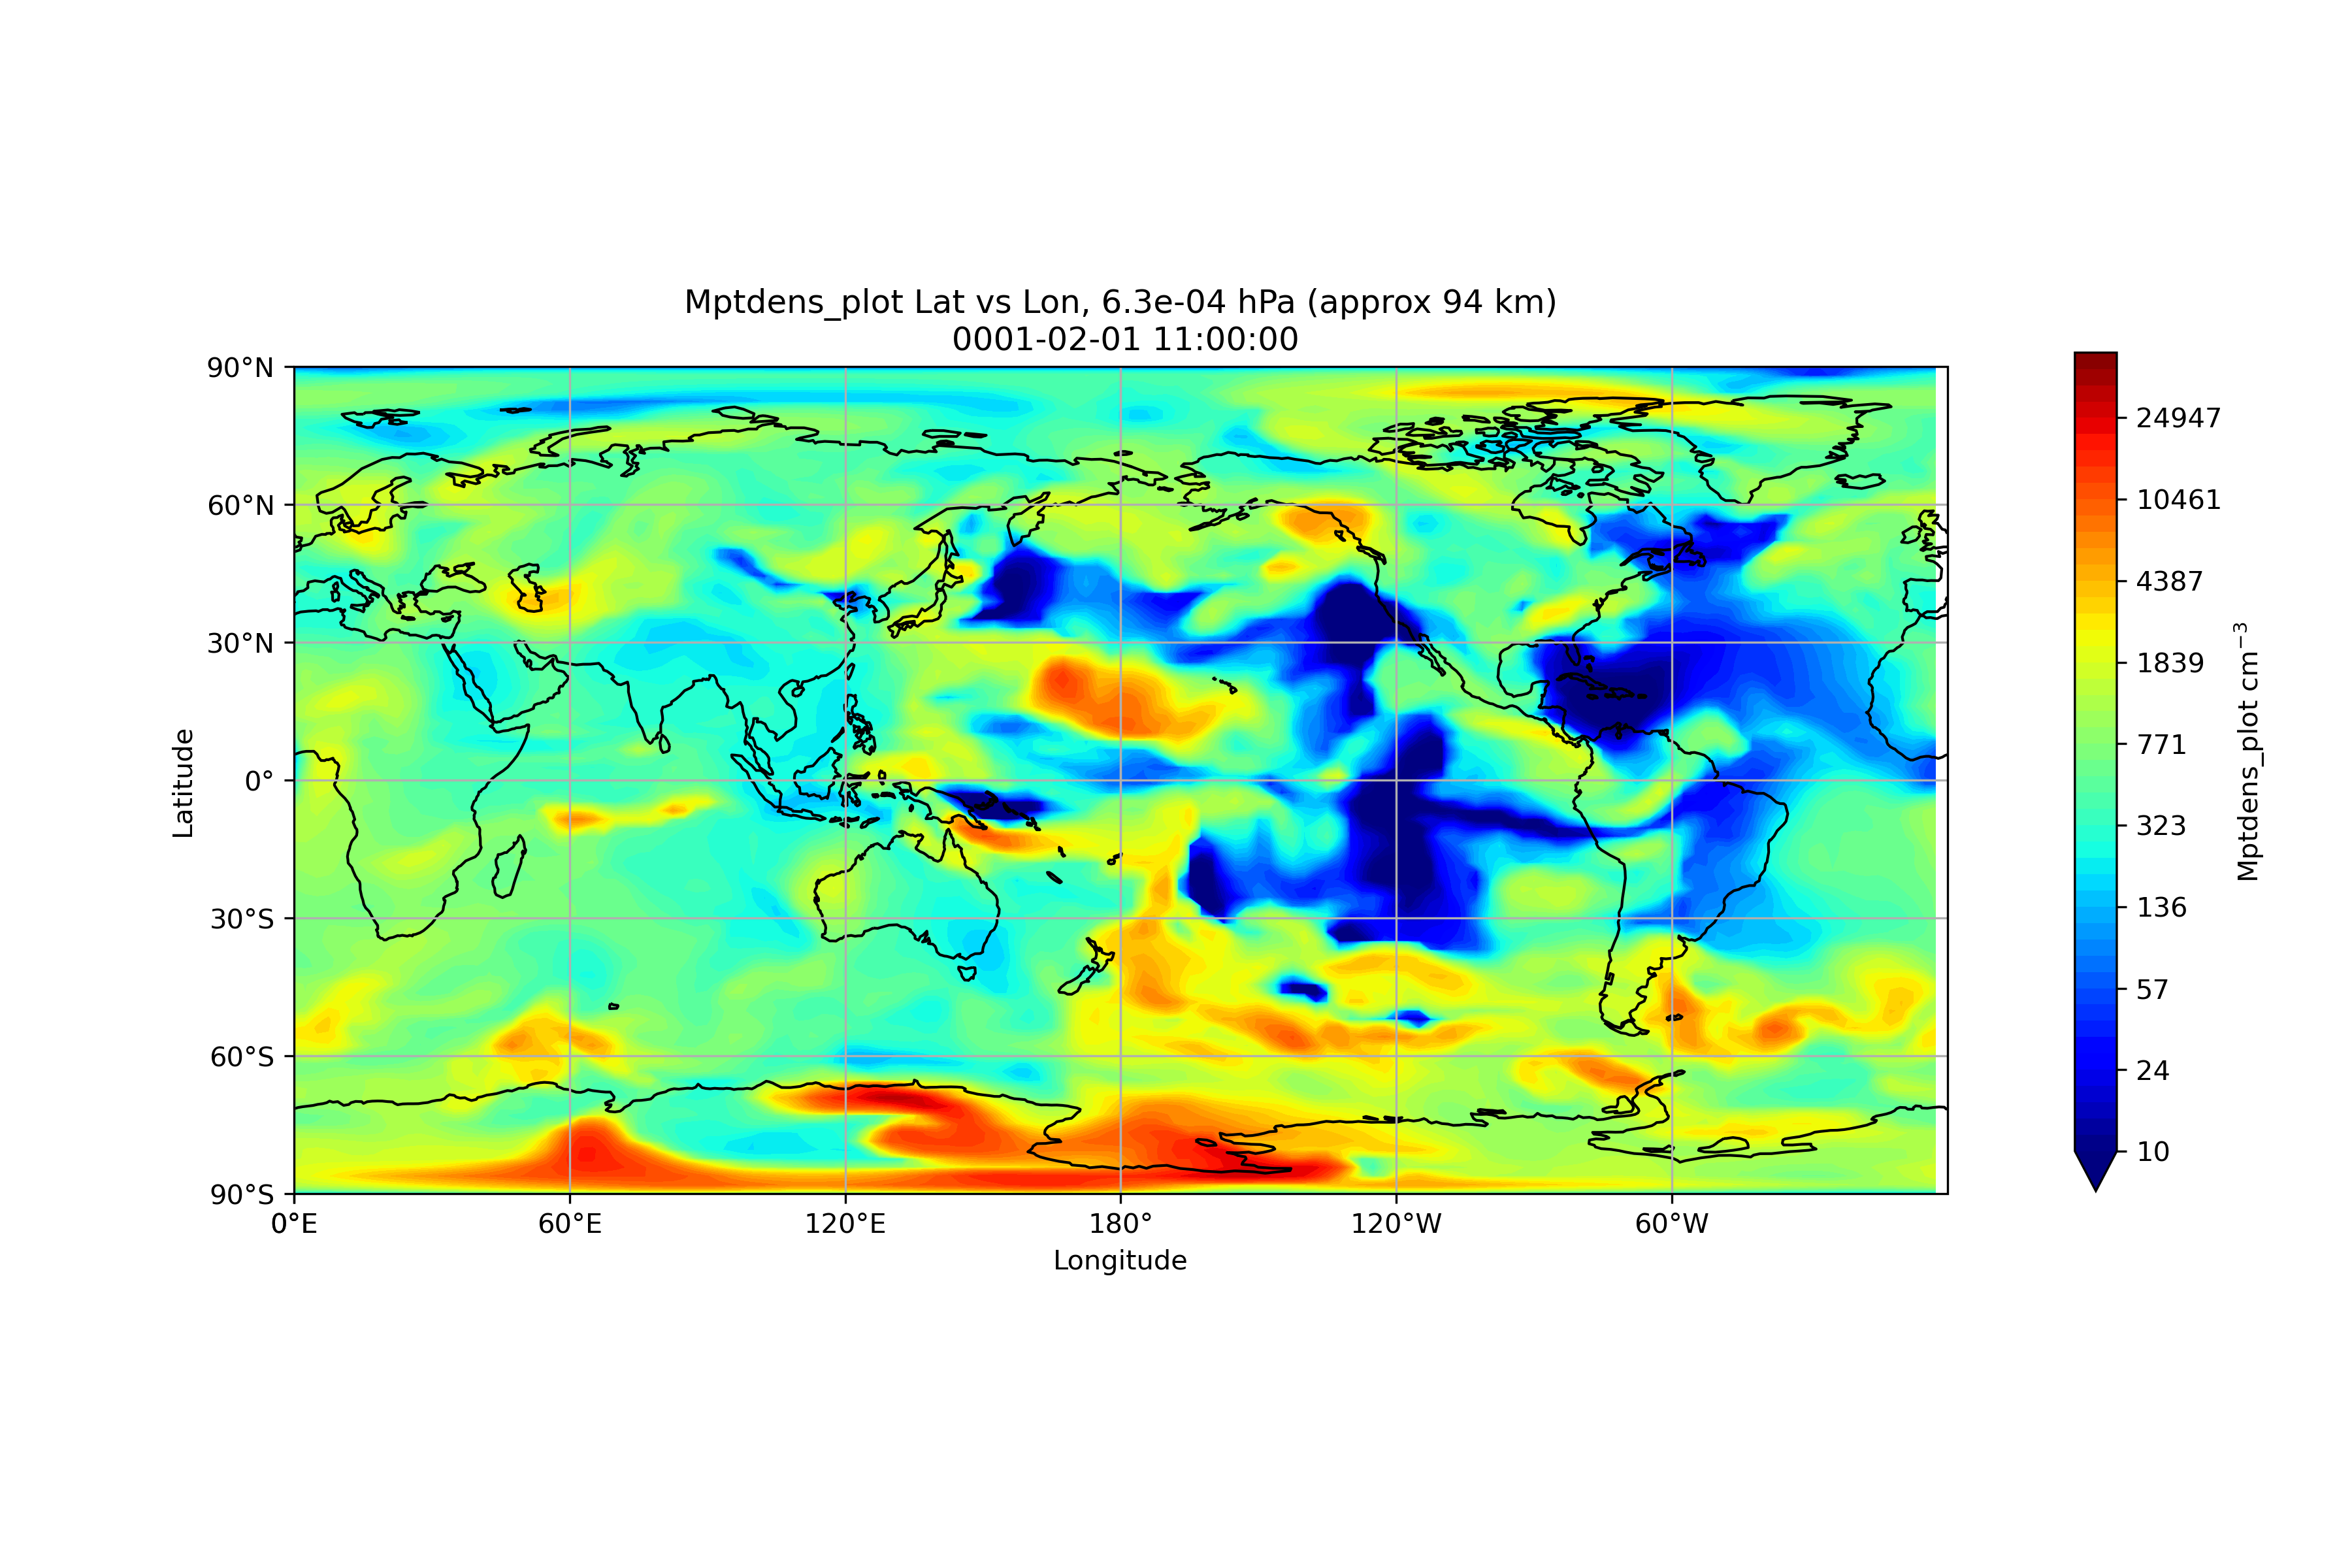 Mptdens_plot Lat vs Lon, 6.3e-04 hPa (approx 94 km)
0001-02-01 11:00:00
90°N
60°N
30°N
0°
30°S
60°S
90°S
Latitude
0°E
60°E
120°E
180°
120°W
60°W
Longitude
24947
10461
4387
1839
771
323
136
57
24
10
Mptdens_plot cm⁻³